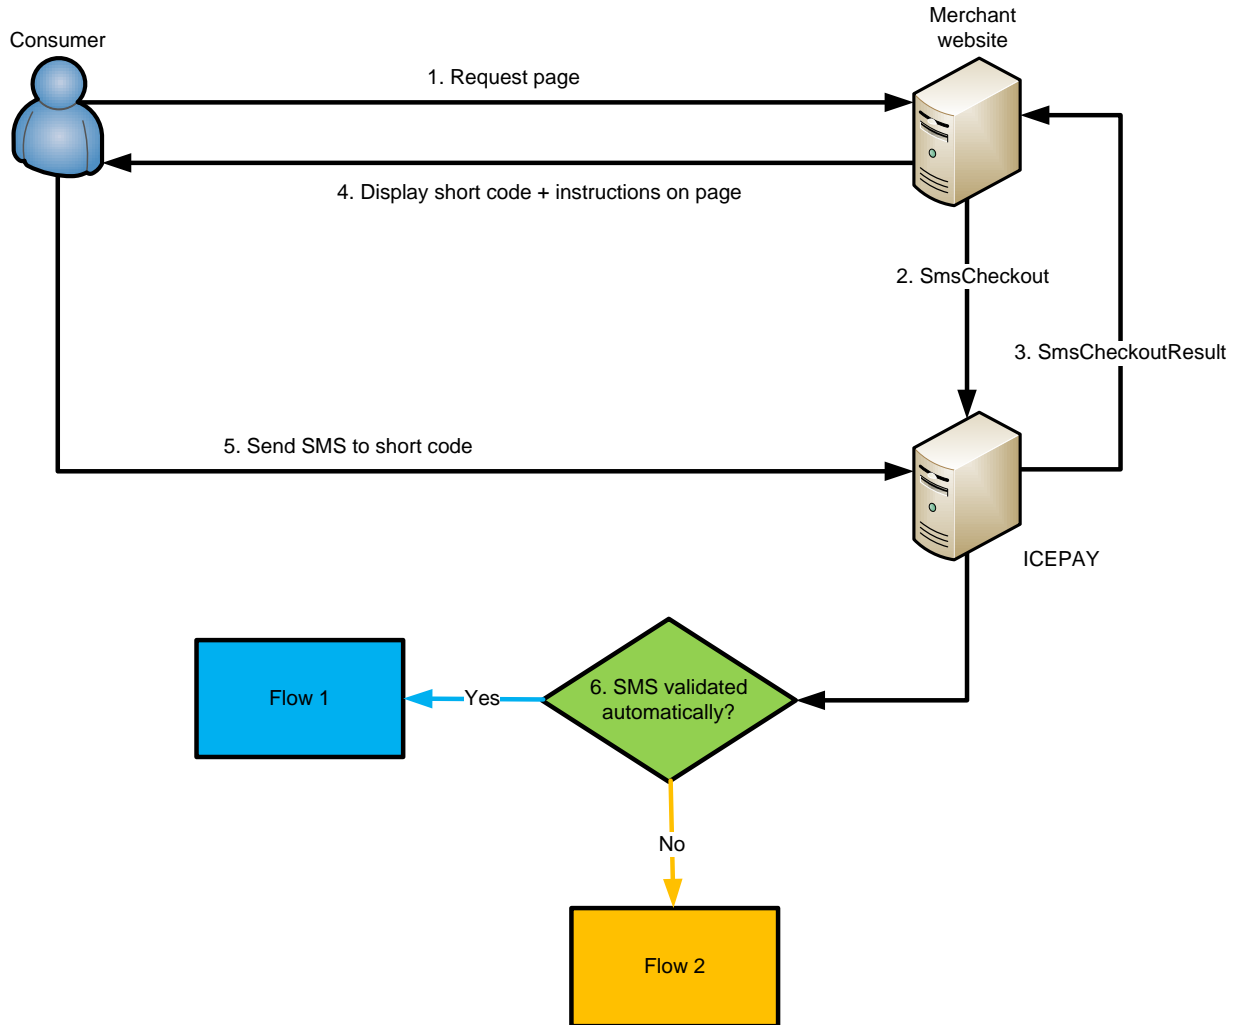 Merchant
website
Consumer
1. Request page
4. Display short code + instructions on page
2. SmsCheckout
3. SmsCheckoutResult
5. Send SMS to short code
ICEPAY
6. SMS validated
automatically?
Flow 1
Yes
No
Flow 2